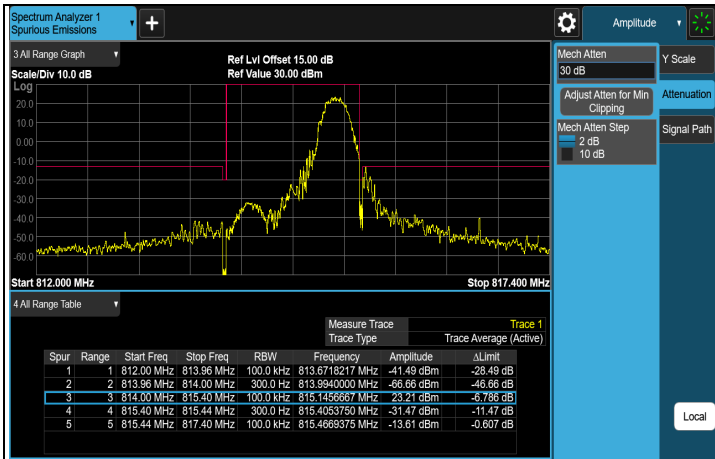 Spectrum Analyzer 1
Spurious Emissions
+
Amplitude
3 All Range Graph
Ref Lvl Offset 15.00 dB
Scale/Div 10.0 dB
Ref Value 30.00 dBm
Log
20.0
10.0
0.00
-10.0
-20.0
-30.0
-40.0
-50.0
-60.0
Start 812.000 MHz
Stop 817.400 MHz
Mech Atten
30 dB
Adjust Atten for Min
Clipping
Mech Atten Step
2 dB
10 dB
Y Scale
Attenuation
Signal Path
Local
4 All Range Table
Measure Trace Trace 1
Trace Type Trace Average (Active)
Spur Range Start Freq Stop Freq RBW Frequency Amplitude ΔLimit
1 1 812.00 MHz 813.96 MHz 100.0 kHz 813.6718217 MHz -41.49 dBm -28.49 dB
2 2 813.96 MHz 814.00 MHz 300.0 Hz 813.9940000 MHz -66.66 dBm -46.66 dB
3 3 814.00 MHz 815.40 MHz 100.0 kHz 815.1456667 MHz 23.21 dBm -6.786 dB
4 4 815.40 MHz 815.44 MHz 300.0 Hz 815.4053750 MHz -31.47 dBm -11.47 dB
5 5 815.44 MHz 817.40 MHz 100.0 kHz 815.4669375 MHz -13.61 dBm -0.607 dB